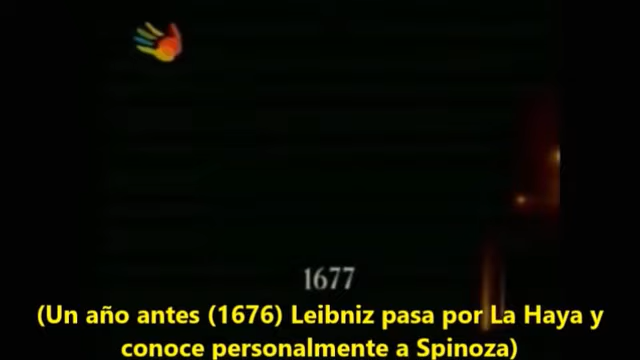 1677
(Un año antes (1676) Leibniz pasa por La Haya y
conoce personalmente a Spinoza)